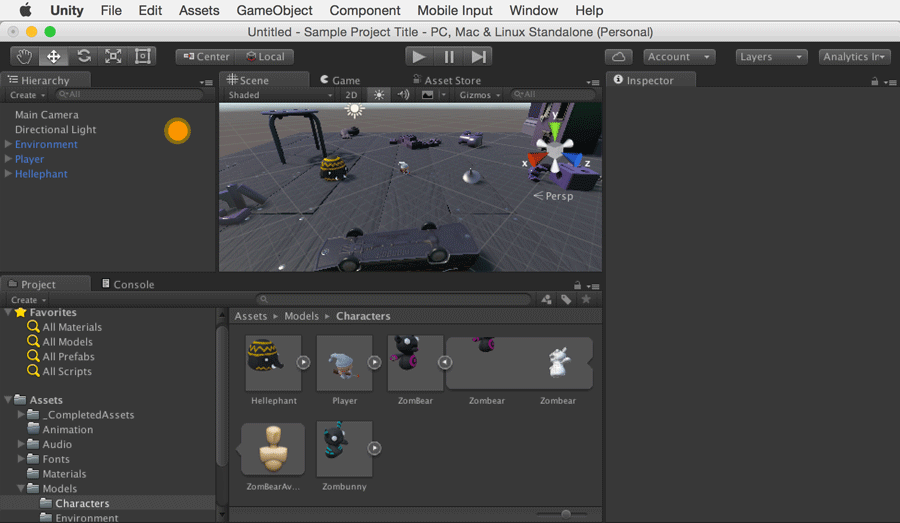 Unity File Edit Assets GameObject Component Mobile Input Window Help
Untitled - Sample Project Title - PC, Mac & Linux Standalone (Personal)
Center Local Account Layers Analytics In
Hierarchy Scene Game Asset Store Inspector
Create All Shaded 2D Gizmos All
Main Camera
Directional Light
Environment
Player
Hellephant
y
x z
Persp
Project Console
Create
Favorites
All Materials
All Models
All Prefabs
All Scripts
Assets
_CompletedAssets
Animation
Audio
Fonts
Materials
Models
Characters
Environment
Assets Models Characters
Hellephant Player ZomBear Zombear Zombear
ZomBearAv... Zombunny